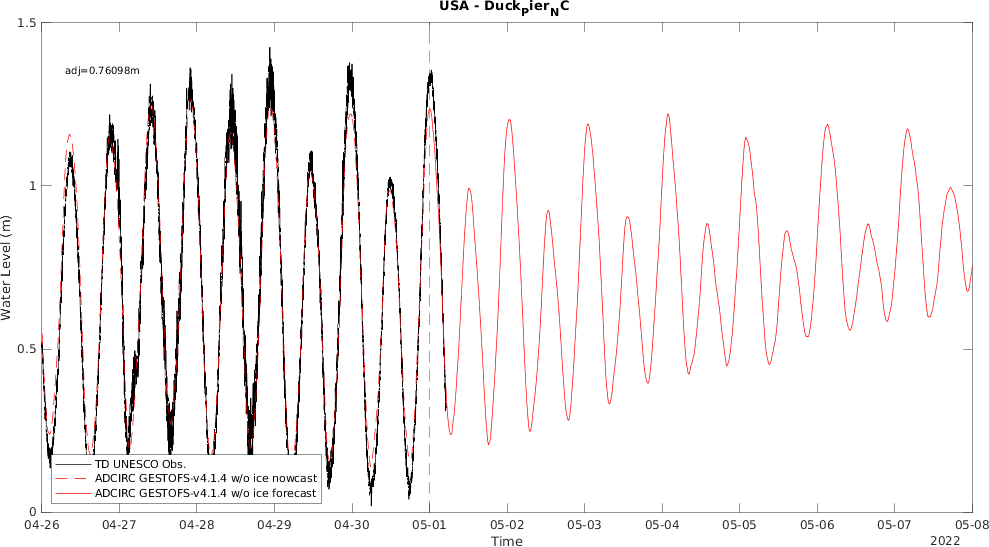 USA - DuckPierNC
1.5
adj=0.76098m
1
Water Level (m)
0.5
TD UNESCO Obs.
ADCIRC GESTOFS-v4.1.4 w/o ice nowcast
ADCIRC GESTOFS-v4.1.4 w/o ice forecast
0
04-26 04-27 04-28 04-29 04-30 05-01 05-02 05-03 05-04 05-05 05-06 05-07 05-08
Time
2022